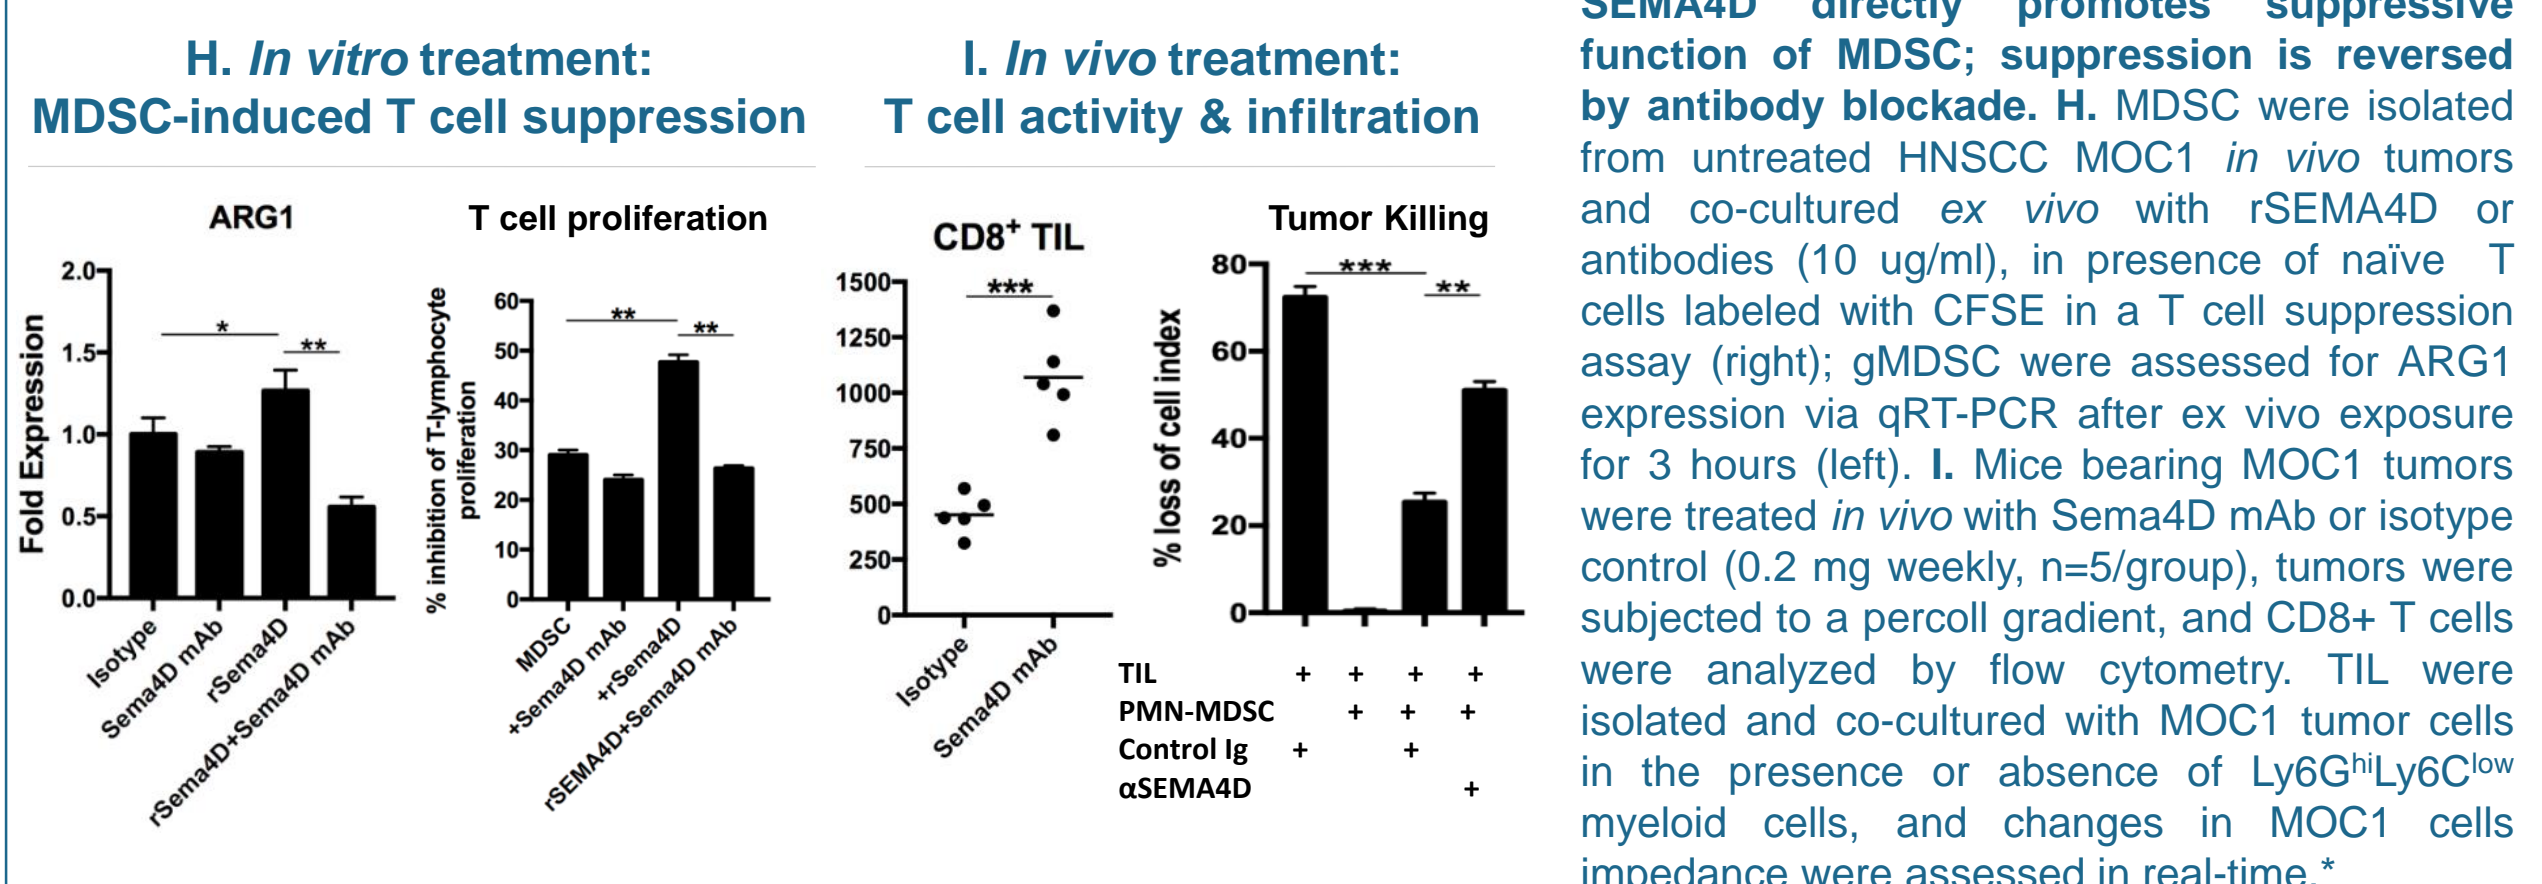 H. In vitro treatment:
MDSC-induced T cell suppression
ARG1
Fold Expression
2.0
1.5
1.0
0.5
0.0
*
**
Isotype
Sema4D mAb
rSema4D
rSema4D+Sema4D mAb
T cell proliferation
% inhibition of T-lymphocyte
proliferation
60
50
40
30
20
10
0
**
**
MDSC
+Sema4D mAb
+rSema4D
rSEMA4D+Sema4D mAb
I. In vivo treatment:
T cell activity & infiltration
CD8+ TIL
1500
1250
1000
750
500
250
0
***
Isotype
Sema4D mAb
Tumor Killing
% loss of cell index
80
60
40
20
0
***
**
TIL + + + +
PMN-MDSC + + +
Control Ig + +
αSEMA4D +
SEMA4D directly promotes suppressive
function of MDSC; suppression is reversed
by antibody blockade. H. MDSC were isolated
from untreated HNSCC MOC1 in vivo tumors
and co-cultured ex vivo with rSEMA4D or
antibodies (10 ug/ml), in presence of naïve T
cells labeled with CFSE in a T cell suppression
assay (right); gMDSC were assessed for ARG1
expression via qRT-PCR after ex vivo exposure
for 3 hours (left). I. Mice bearing MOC1 tumors
were treated in vivo with Sema4D mAb or isotype
control (0.2 mg weekly, n=5/group), tumors were
subjected to a percoll gradient, and CD8+ T cells
were analyzed by flow cytometry. TIL were
isolated and co-cultured with MOC1 tumor cells
in the presence or absence of Ly6GhiLy6Clow
myeloid cells, and changes in MOC1 cells
impedance were assessed in real-time.*